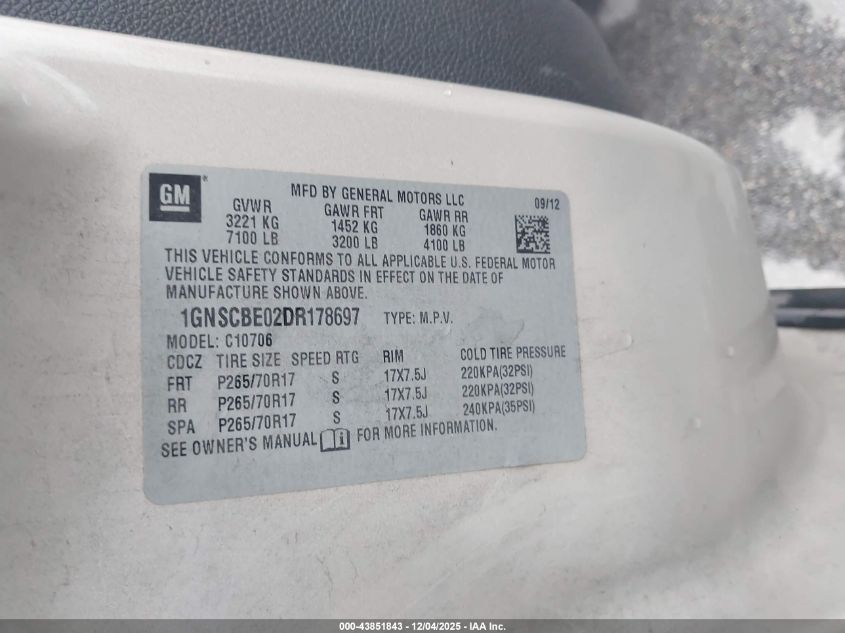 GM
MFD BY GENERAL MOTORS LLC
09/12
GVWR GAWR FRT GAWR RR
3221 KG 1452 KG 1860 KG
7100 LB 3200 LB 4100 LB
THIS VEHICLE CONFORMS TO ALL APPLICABLE U.S. FEDERAL MOTOR
VEHICLE SAFETY STANDARDS IN EFFECT ON THE DATE OF
MANUFACTURE SHOWN ABOVE.
1GNSCBE02DR178697 TYPE: M.P.V.
MODEL: C10706
CDCZ TIRE SIZE SPEED RTG RIM COLD TIRE PRESSURE
FRT P265/70R17 S 17X7.5J 220KPA(32PSI)
RR P265/70R17 S 17X7.5J 220KPA(32PSI)
SPA P265/70R17 S 17X7.5J 240KPA(35PSI)
SEE OWNER'S MANUAL FOR MORE INFORMATION.
000-43851843 | 12/04/2025 - IAA Inc.